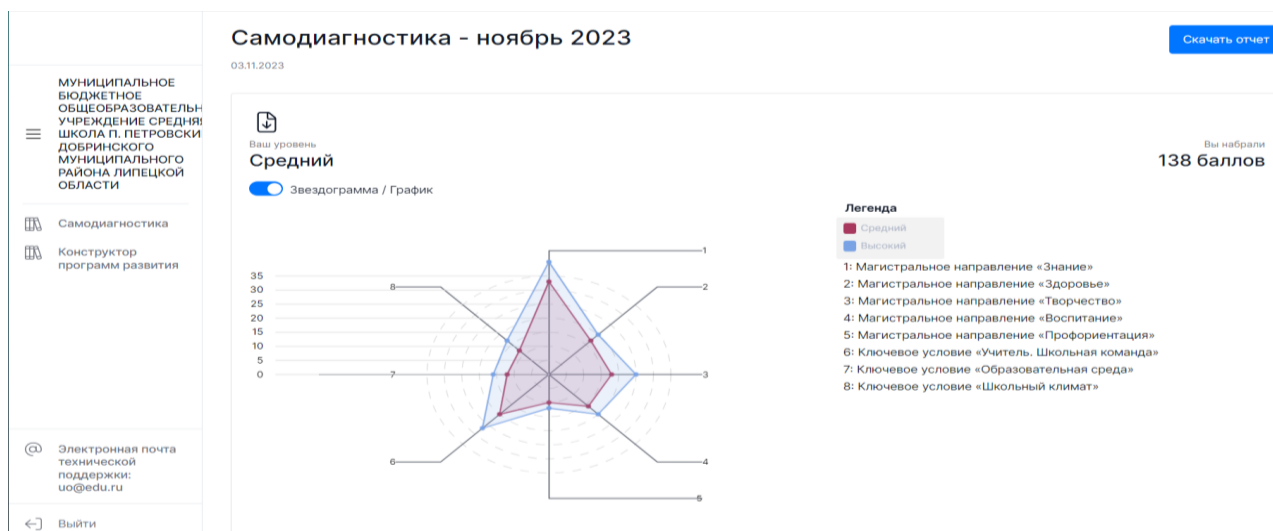 Самодиагностика - ноябрь 2023
Скачать отчет
03.11.2023
МУНИЦИПАЛЬНОЕ
БЮДЖЕТНОЕ
ОБЩЕОБРАЗОВАТЕЛЬН
УЧРЕЖДЕНИЕ СРЕДНЯЯ
ШКОЛА П. ПЕТРОВСКИ
ДОБРИНСКОГО
МУНИЦИПАЛЬНОГО
РАЙОНА ЛИПЕЦКОЙ
ОБЛАСТИ
Самодиагностика
Конструктор
программ развития
Электронная почта
технической
поддержки:
uo@edu.ru
Выйти
Ваш уровень
Средний
Вы набрали
138 баллов
Звездограмма / График
35
30
25
20
15
10
5
0
1
2
3
4
5
6
7
8
Легенда
Средний
Высокий
1: Магистральное направление «Знание»
2: Магистральное направление «Здоровье»
3: Магистральное направление «Творчество»
4: Магистральное направление «Воспитание»
5: Магистральное направление «Профориентация»
6: Ключевое условие «Учитель. Школьная команда»
7: Ключевое условие «Образовательная среда»
8: Ключевое условие «Школьный климат»